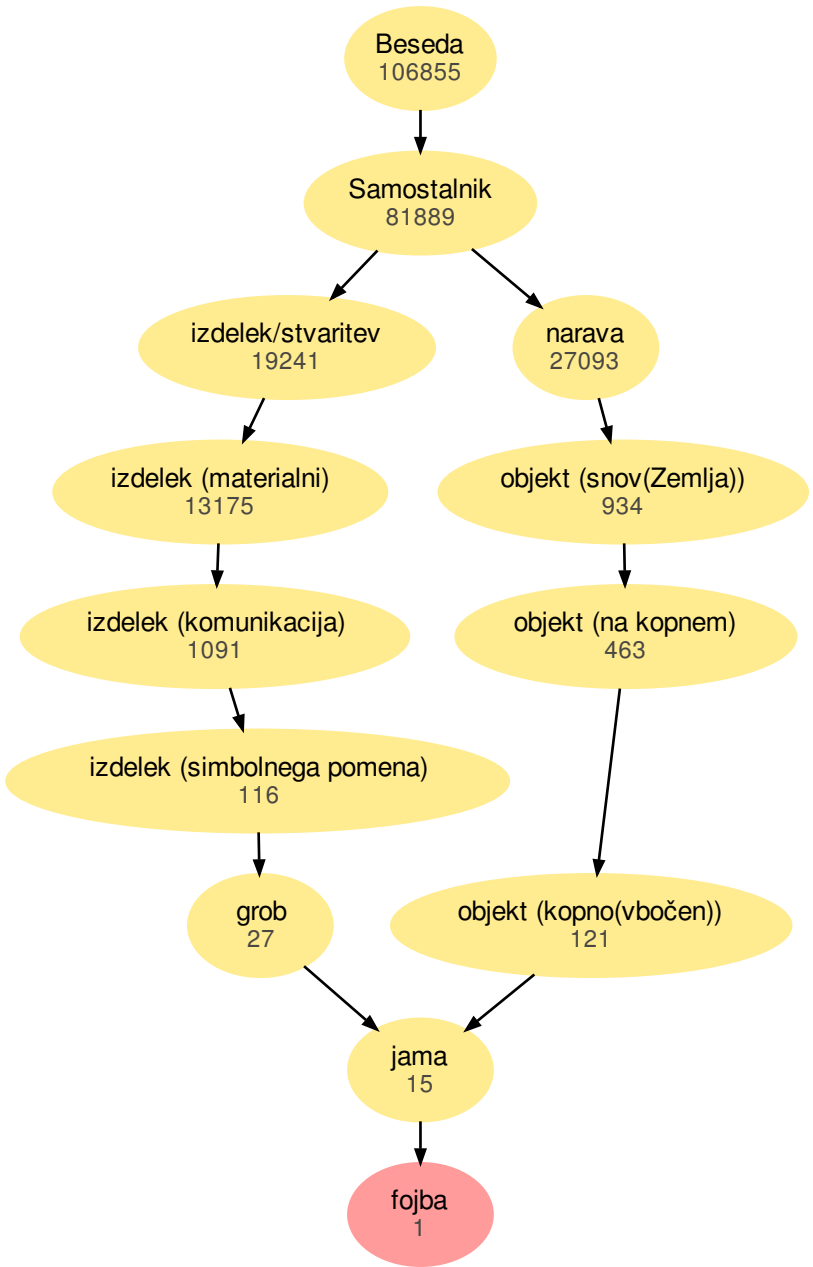 Beseda
106855
Samostalnik
81889
izdelek/stvaritev
19241
narava
27093
izdelek (materialni)
13175
objekt (snov(Zemlja))
934
izdelek (komunikacija)
1091
objekt (na kopnem)
463
izdelek (simbolnega pomena)
116
grob
27
objekt (kopno(vbočen))
121
jama
15
fojba
1